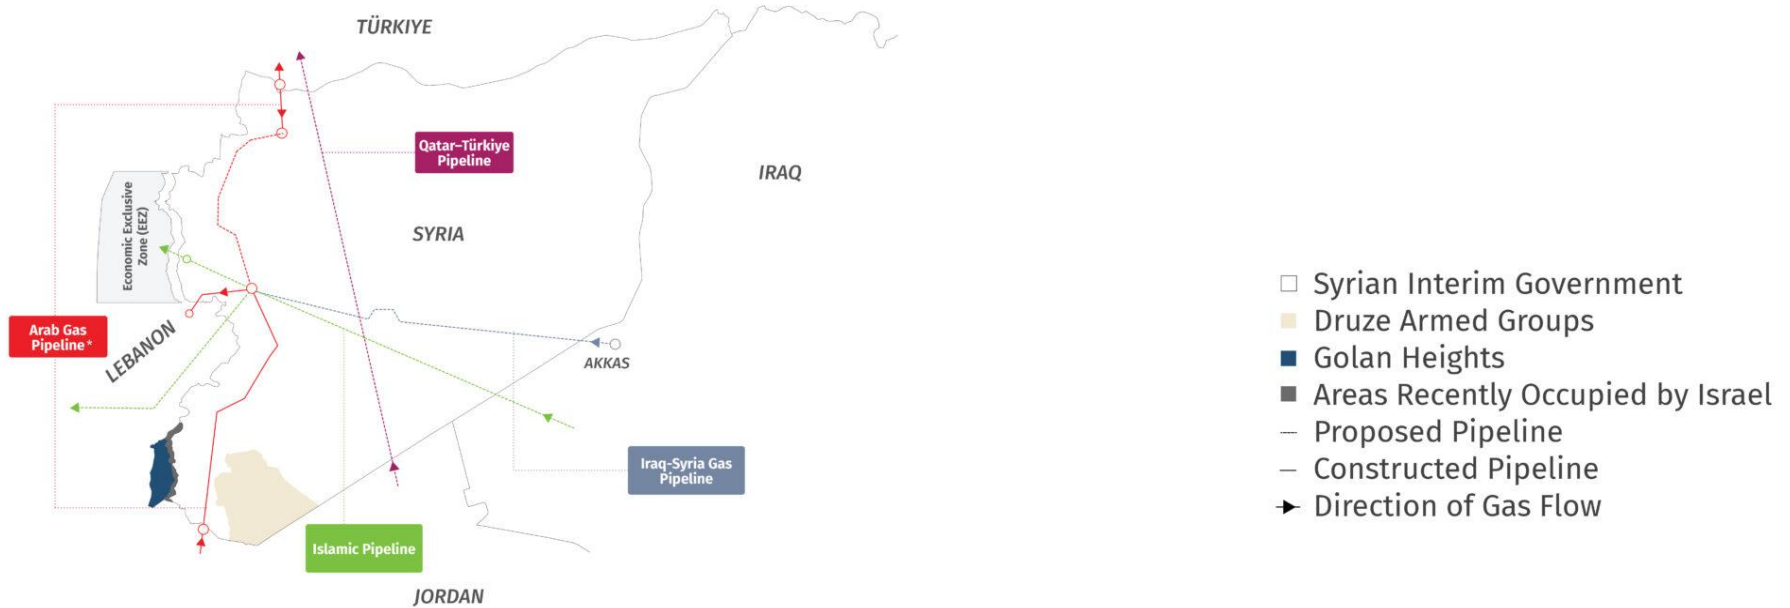 TÜRKIYE
Qatar–Türkiye
Pipeline
IRAQ
Economic Exclusive
Zone (EEZ)
SYRIA
Arab Gas
Pipeline*
LEBANON
AKKAS
Iraq-Syria Gas
Pipeline
Islamic Pipeline
JORDAN
Syrian Interim Government
Druze Armed Groups
Golan Heights
Areas Recently Occupied by Israel
Proposed Pipeline
Constructed Pipeline
Direction of Gas Flow